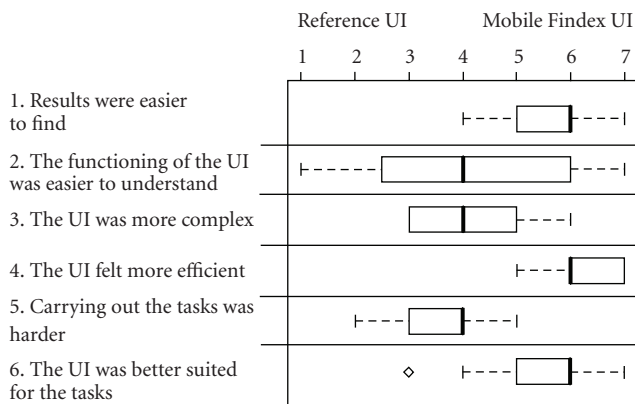 Reference UI Mobile Findex UI
1 2 3 4 5 6 7
1. Results were easier
to find
2. The functioning of the UI
was easier to understand
3. The UI was more complex
4. The UI felt more efficient
5. Carrying out the tasks was
harder
6. The UI was better suited
for the tasks